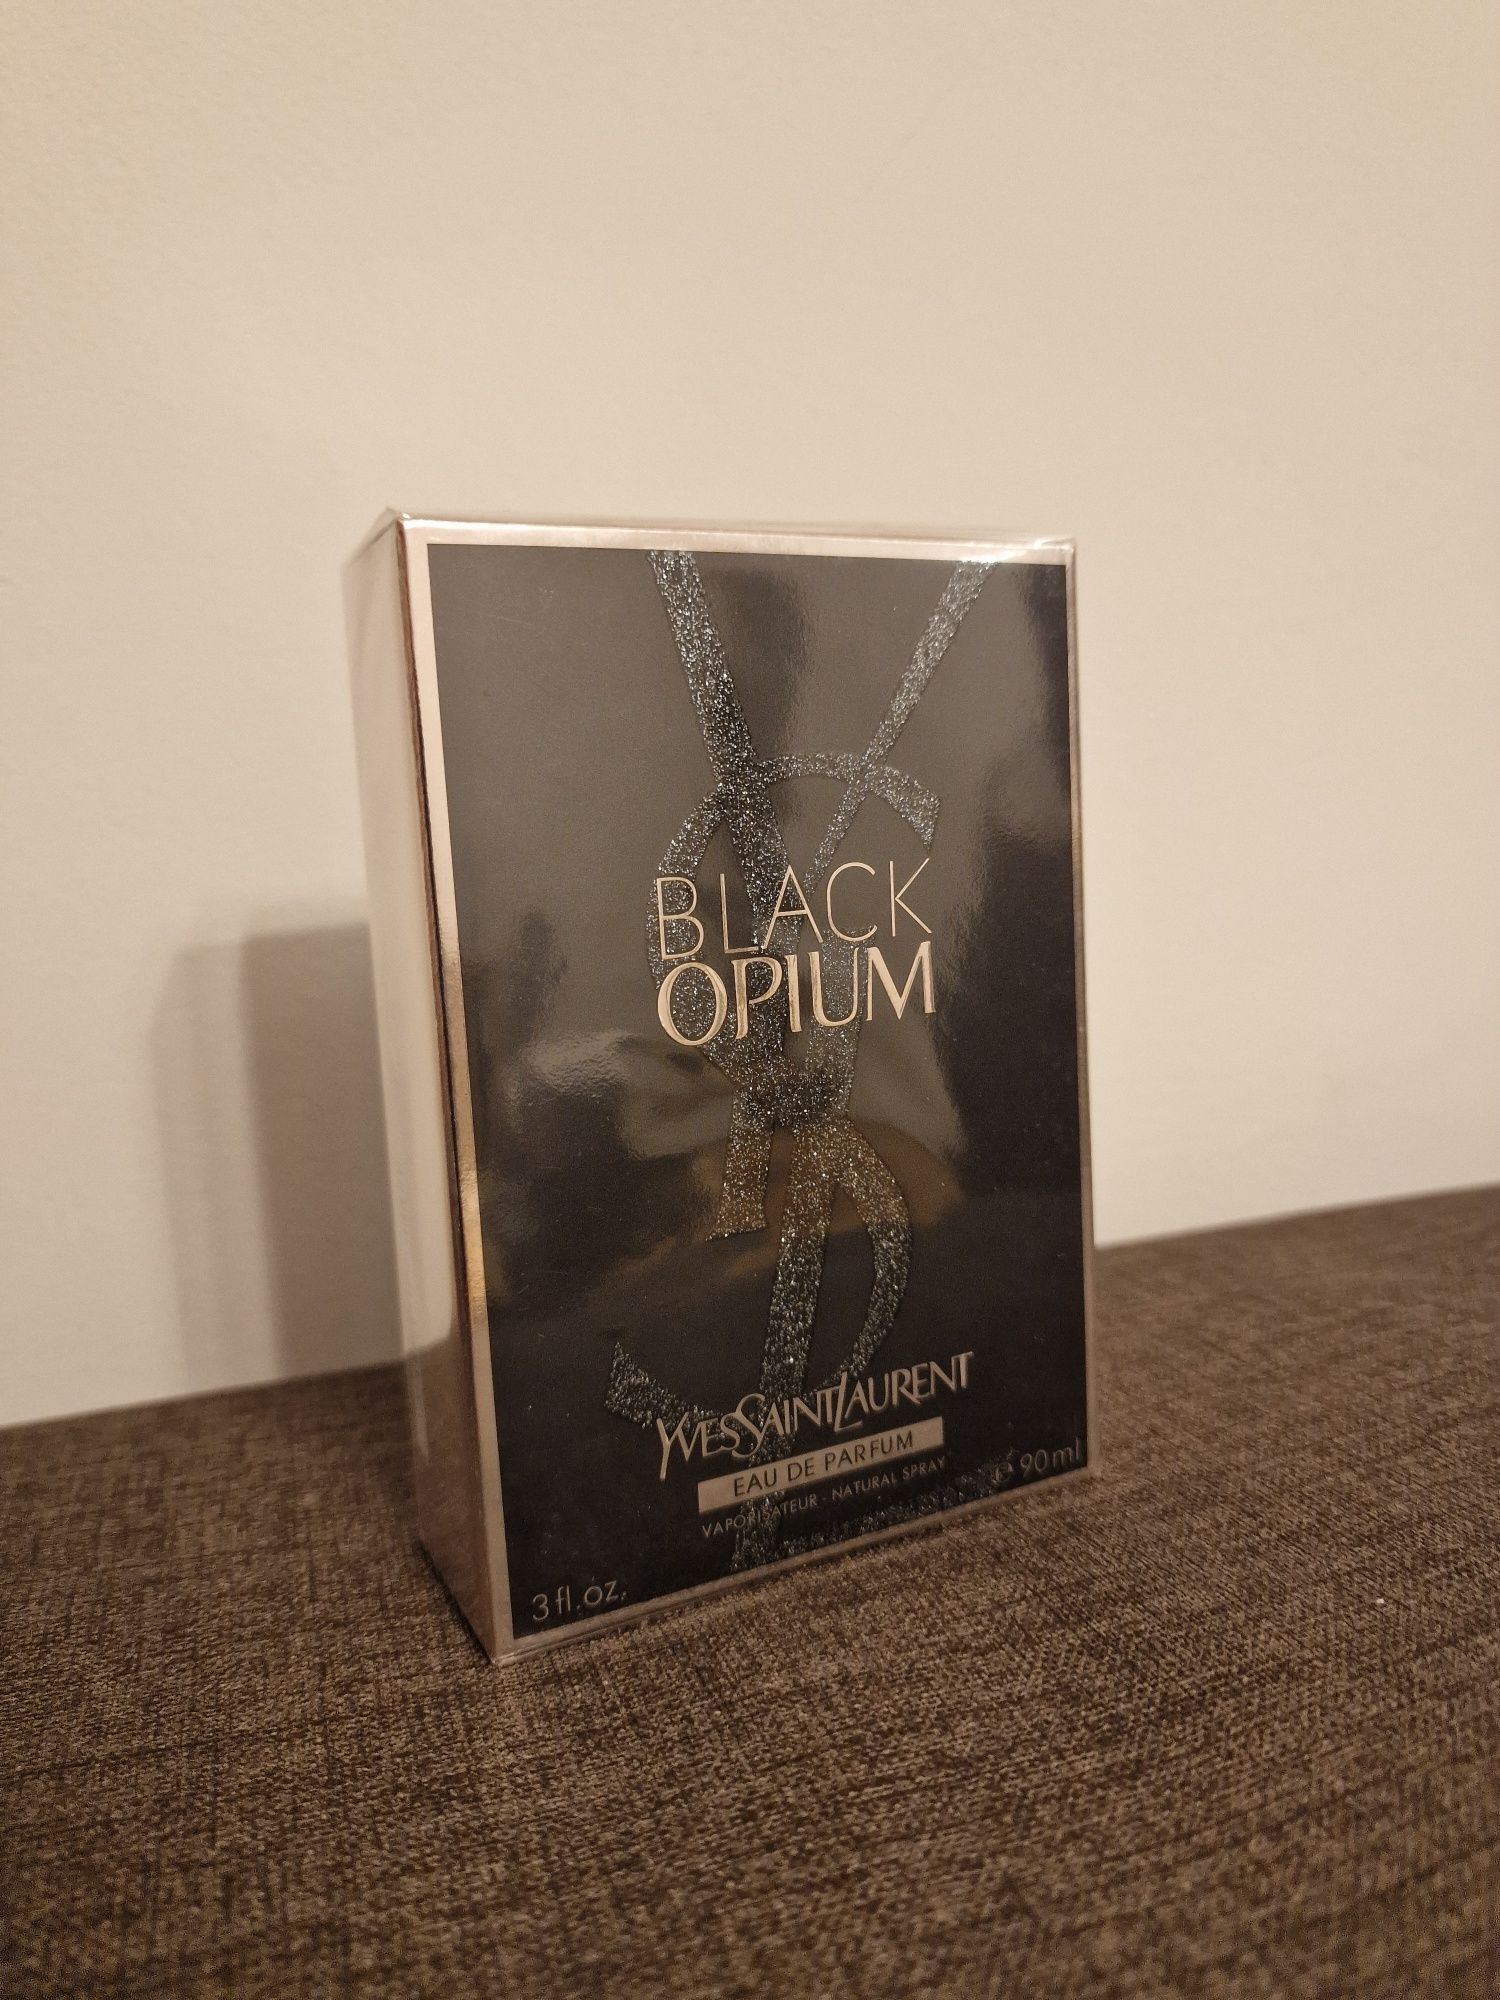 BLACK
OPIUM
YVESSAINTLAURENT
EAU DE PARFUM
VAPORISATEUR - NATURAL SPRAY
3 fl.oz.
℮ 90 ml